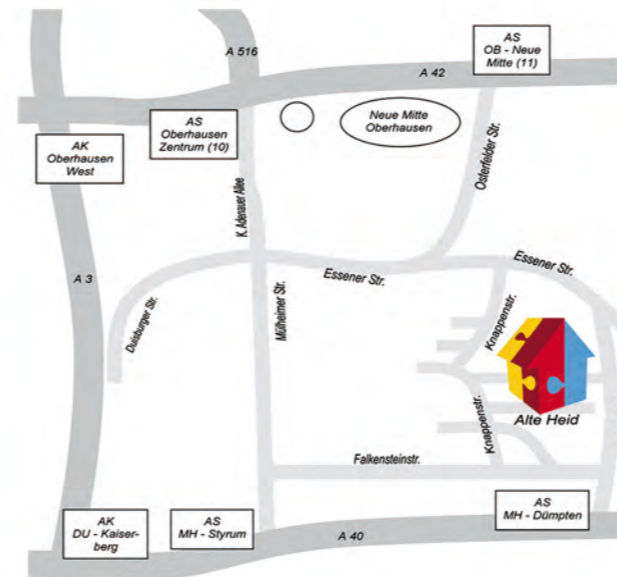 A 516
AS
OB - Neue
Mitte (11)
A 42
AS
Oberhausen
Zentrum (10)
Neue Mitte
Oberhausen
AK
Oberhausen
West
K. Adenauer Allee
Osterfelder Str.
A 3
Duisburger Str.
Essener Str.
Essener Str.
Mülheimer Str.
Knappenstr.
Alte Heid
Knappenstr.
Falkensteinstr.
AK
DU - Kaiser-
berg
AS
MH - Styrum
A 40
AS
MH - Dümpten